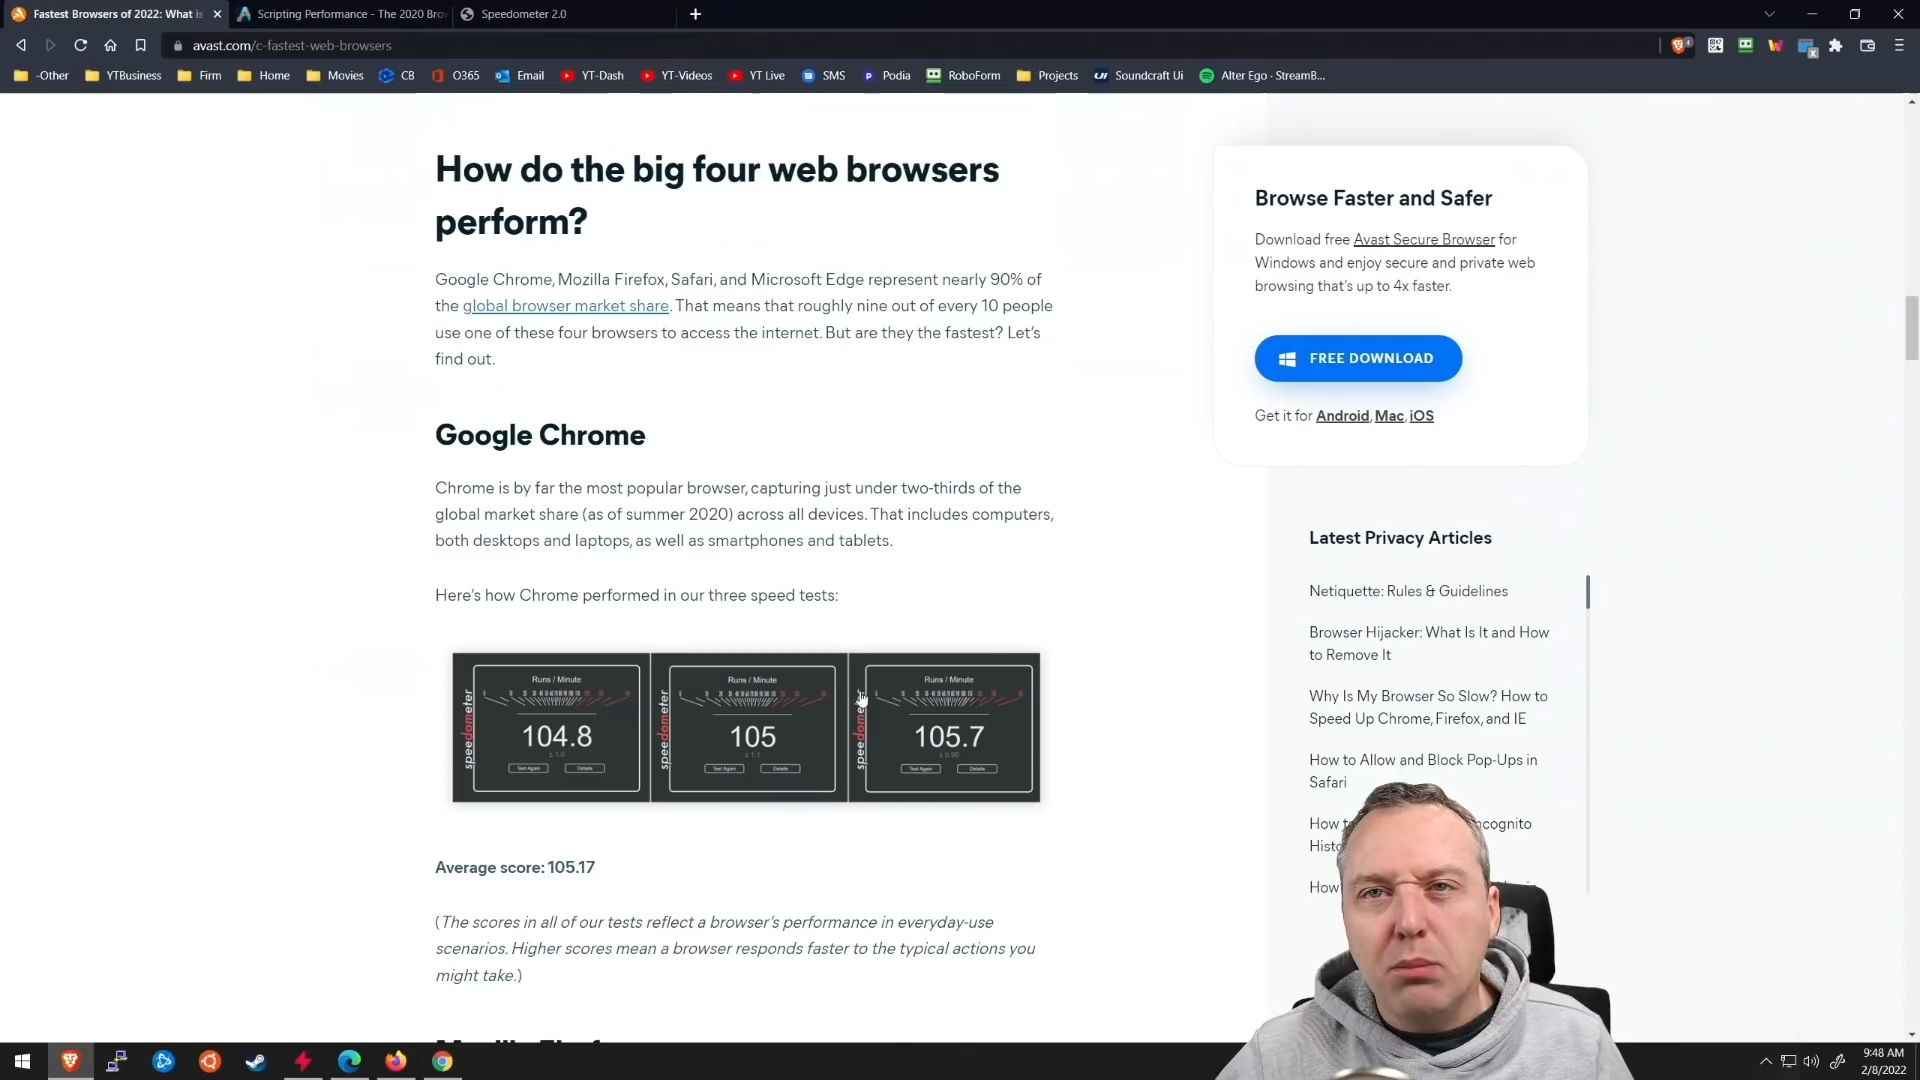 Fastest Browsers of 2022: What is
Scripting Performance - The 2020 Brow
Speedometer 2.0
avast.com/c-fastest-web-browsers
-Other YTBusiness Firm Home Movies CB O365 Email YT-Dash YT-Videos YT Live SMS Podia RoboForm Projects Soundcraft Ui Alter Ego · StreamB...
How do the big four web browsers
perform?
Google Chrome, Mozilla Firefox, Safari, and Microsoft Edge represent nearly 90% of
the global browser market share. That means that roughly nine out of every 10 people
use one of these four browsers to access the internet. But are they the fastest? Let’s
find out.
Google Chrome
Chrome is by far the most popular browser, capturing just under two-thirds of the
global market share (as of summer 2020) across all devices. That includes computers,
both desktops and laptops, as well as smartphones and tablets.
Here’s how Chrome performed in our three speed tests:
speedometer
Runs / Minute
104.8
± 1.0
Test Again Details
speedometer
Runs / Minute
105
± 1.1
Test Again Details
speedometer
Runs / Minute
105.7
± 0.96
Test Again Details
Average score: 105.17
(The scores in all of our tests reflect a browser’s performance in everyday-use
scenarios. Higher scores mean a browser responds faster to the typical actions you
might take.)
Browse Faster and Safer
Download free Avast Secure Browser for
Windows and enjoy secure and private web
browsing that’s up to 4x faster.
FREE DOWNLOAD
Get it for Android, Mac, iOS
Latest Privacy Articles
Netiquette: Rules & Guidelines
Browser Hijacker: What Is It and How
to Remove It
Why Is My Browser So Slow? How to
Speed Up Chrome, Firefox, and IE
How to Allow and Block Pop-Ups in
Safari
How
How
9:48 AM
2/8/2022